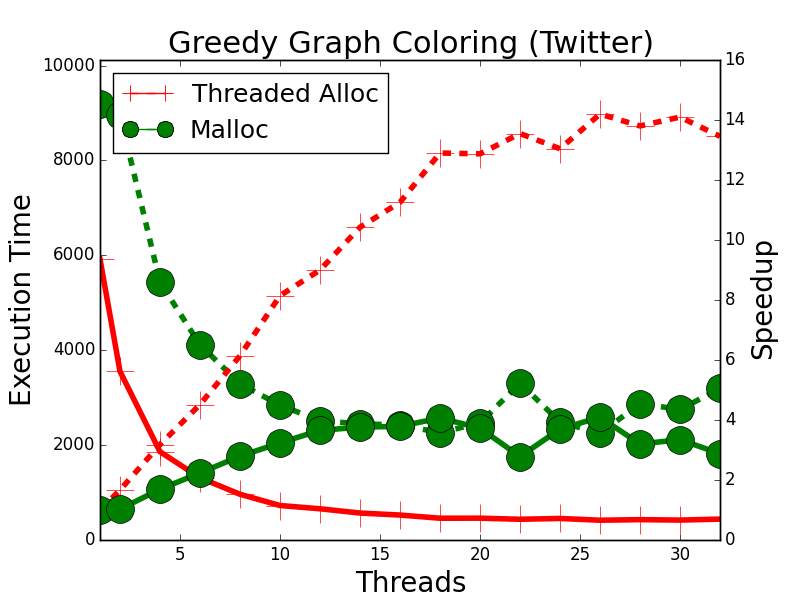 Greedy Graph Coloring (Twitter)
Threaded Alloc
Malloc
Execution Time
10000
8000
6000
4000
2000
0
16
14
12
10
8
6
4
2
0
Speedup
5 10 15 20 25 30
Threads